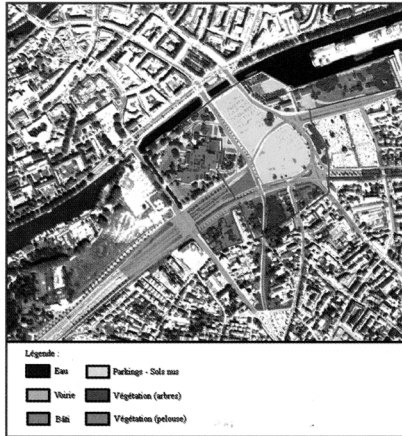 Légende :
Eau
Parkings - Sols nus
Voirie
Végétation (arbres)
Bâti
Végétation (pelouse)